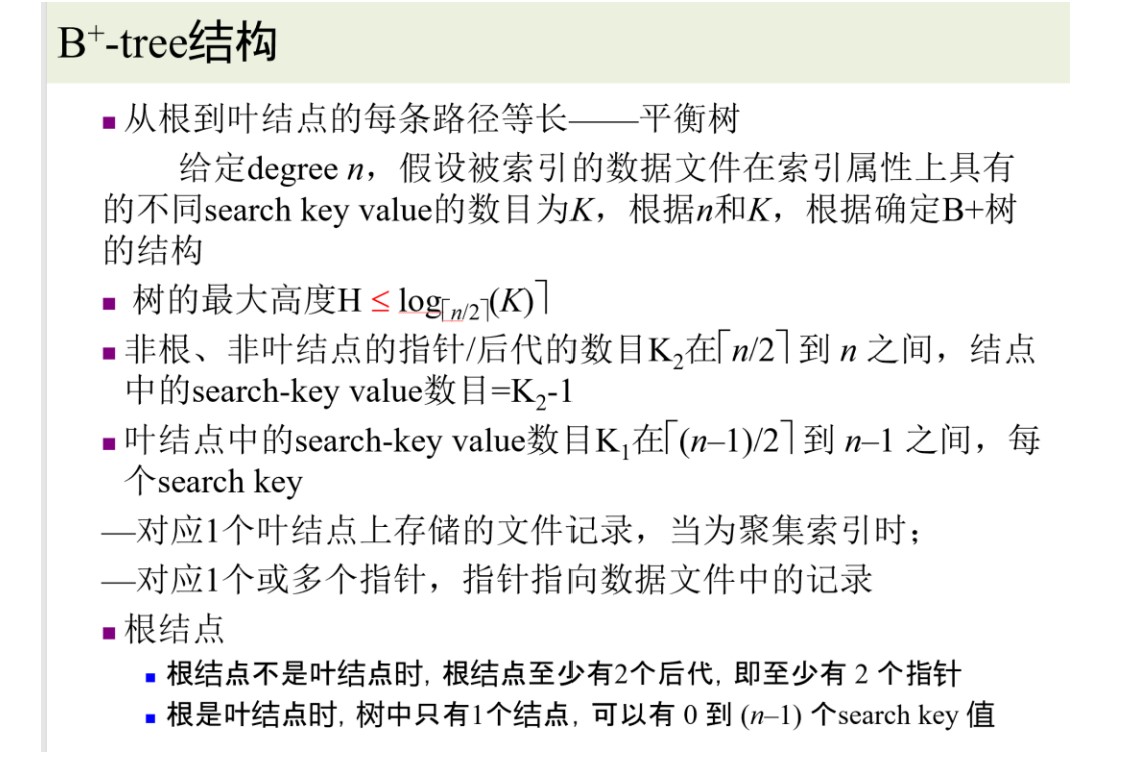 B⁺-tree结构
■ 从根到叶结点的每条路径等长——平衡树
给定degree n，假设被索引的数据文件在索引属性上具有
的不同search key value的数目为K，根据n和K，根据确定B+树
的结构
■ 树的最大高度H ≤ log⌈n/2⌉(K)⌉
■ 非根、非叶结点的指针/后代的数目K₂在⌈n/2⌉到 n 之间，结点
中的search-key value数目=K₂-1
■ 叶结点中的search-key value数目K₁在⌈(n–1)/2⌉到 n–1 之间，每
个search key
—对应1个叶结点上存储的文件记录，当为聚集索引时；
—对应1个或多个指针，指针指向数据文件中的记录
■ 根结点
■ 根结点不是叶结点时, 根结点至少有2个后代, 即至少有 2 个指针
■ 根是叶结点时, 树中只有1个结点, 可以有 0 到 (n–1) 个search key 值